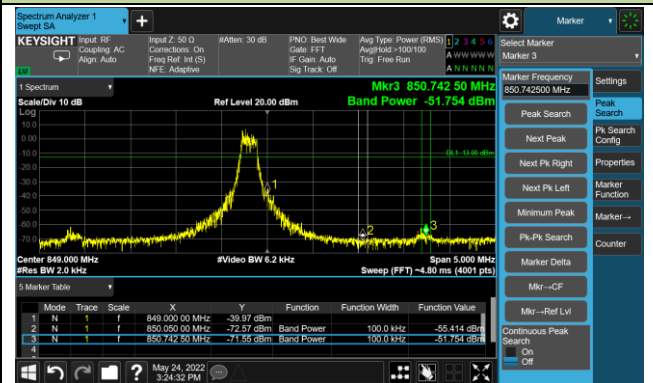 Spectrum Analyzer 1
Swept SA
Marker
KEYSIGHT
Input: RF
Coupling: AC
Align: Auto
Input Z: 50 Ω
Corrections: On
Freq Ref: Int (S)
NFE: Adaptive
#Atten: 30 dB
PNO: Best Wide
Gate: FFT
IF Gain: Auto
Sig Track: Off
Avg Type: Power (RMS)
Avg|Hold:>100/100
Trig: Free Run
1 2 3 4 5 6
A W W W W W
A N N N N N
LXI
Select Marker
Marker 3
1 Spectrum
Scale/Div 10 dB
Ref Level 20.00 dBm
Mkr3 850.742 50 MHz
Band Power -51.754 dBm
Log
10.0
0.00
-10.0
-20.0
-30.0
-40.0
-50.0
-60.0
-70.0
DL1 -13.00 dBm
1
2
3
Center 849.000 MHz
#Video BW 6.2 kHz
Span 5.000 MHz
#Res BW 2.0 kHz
Sweep (FFT) ~4.80 ms (4001 pts)
5 Marker Table
Mode Trace Scale X Y Function Function Width Function Value
1 N 1 f 849.000 00 MHz -39.97 dBm
2 N 1 f 850.050 00 MHz -72.57 dBm Band Power 100.0 kHz -55.414 dBm
3 N 1 f 850.742 50 MHz -71.55 dBm Band Power 100.0 kHz -51.754 dBm
4
Marker Frequency
850.742500 MHz
Peak Search
Next Peak
Next Pk Right
Next Pk Left
Minimum Peak
Pk-Pk Search
Marker Delta
Mkr→CF
Mkr→Ref Lvl
Continuous Peak
Search
On
Off
Settings
Peak
Search
Pk Search
Config
Properties
Marker
Function
Marker→
Counter
May 24, 2022
3:24:32 PM